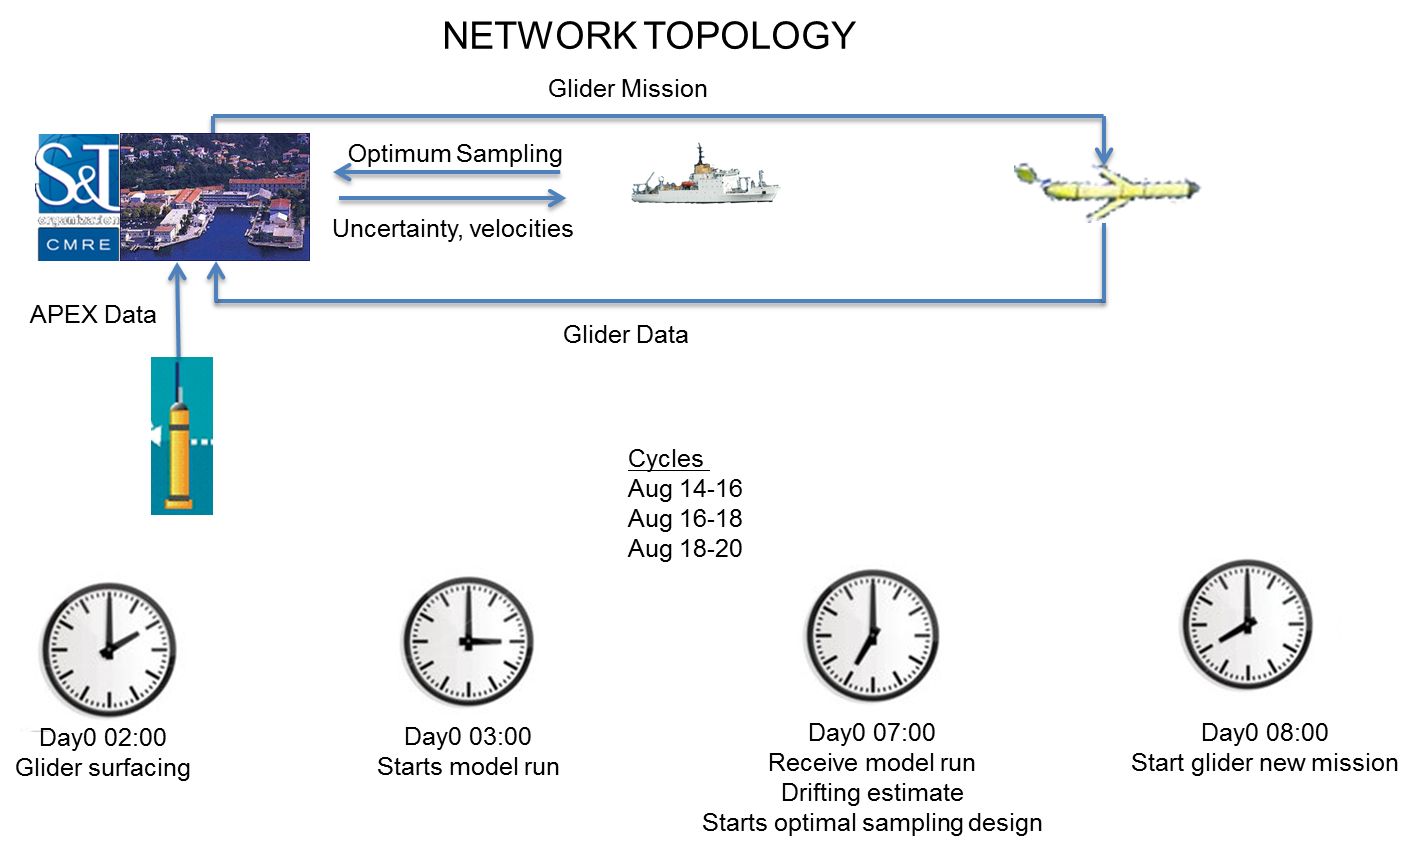 NETWORK TOPOLOGY
Glider Mission
S&T
organization
CMRE
Optimum Sampling
Uncertainty, velocities
APEX Data
Glider Data
Cycles
Aug 14-16
Aug 16-18
Aug 18-20
Day0 02:00
Glider surfacing
Day0 03:00
Starts model run
Day0 07:00
Receive model run
Drifting estimate
Starts optimal sampling design
Day0 08:00
Start glider new mission